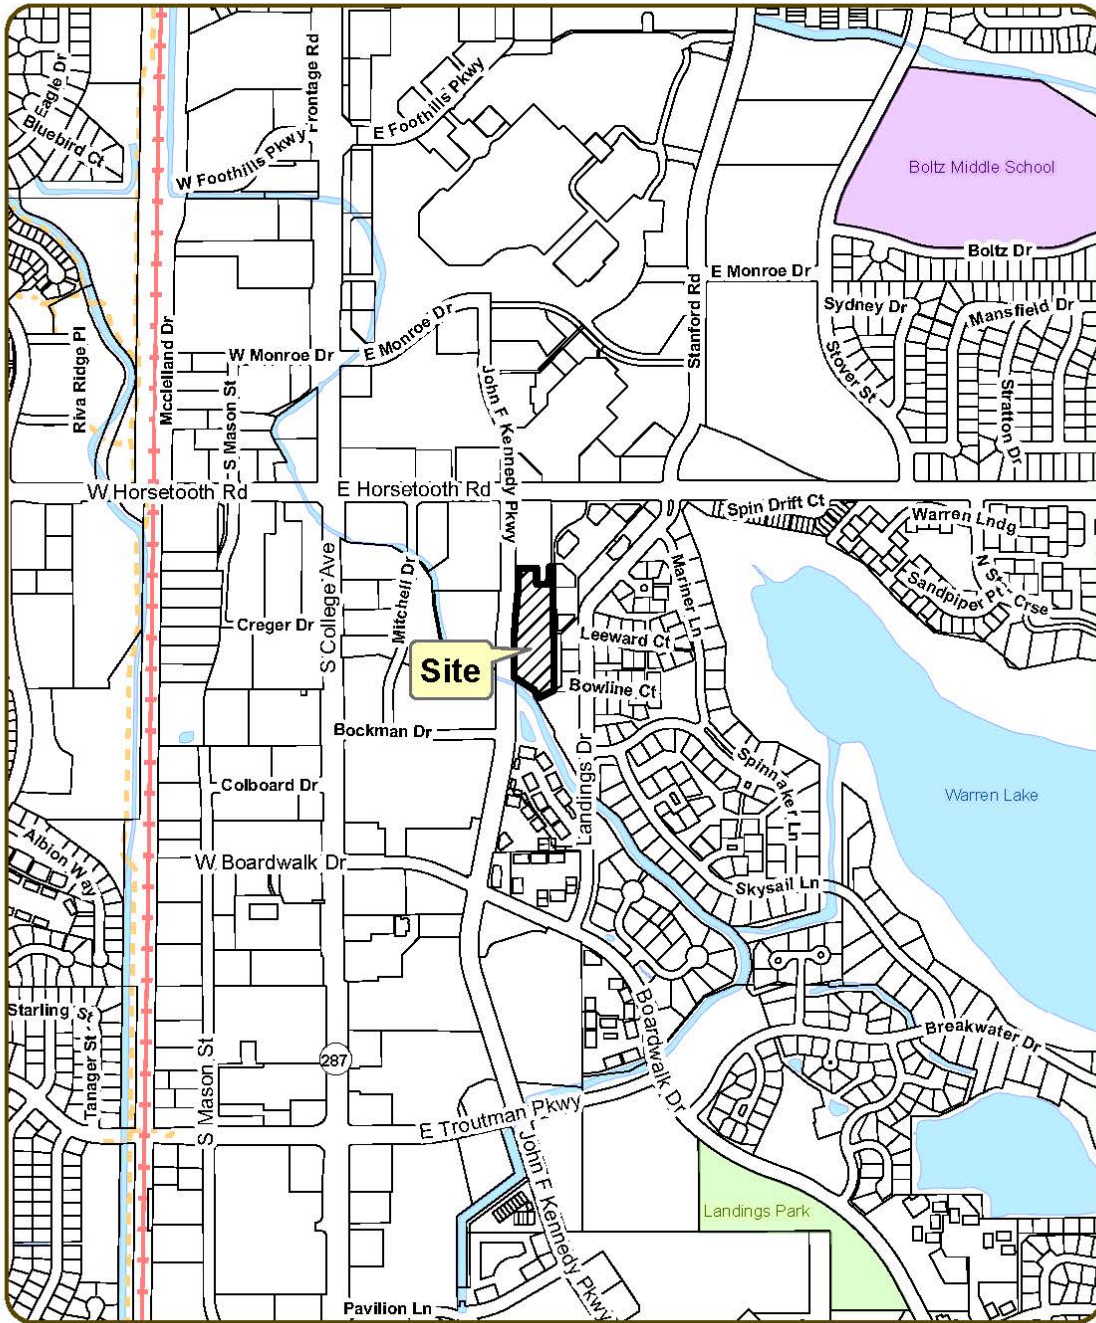 Eagle Dr
Bluebird Ct
Frontage Rd
E Foothills Pkwy
W Foothills Pkwy
Boltz Middle School
Boltz Dr
E Monroe Dr
Sydney Dr
Mansfield Dr
Stanford Rd
Stover St
Stratton Dr
Riva Ridge Pl
Mcclelland Dr
W Monroe Dr
E Monroe Dr
S Mason St
John F Kennedy Pkwy
W Horsetooth Rd
E Horsetooth Rd
Spin Drift Ct
Warren Lndg
Sandpiper Pt
Crse
S College Ave
Mitchell Dr
Mariner Ln
Creger Dr
Leeward Ct
Site
Bowline Ct
Bockman Dr
Landings Dr
Spinnaker Ln
Colboard Dr
Warren Lake
Albion Way
W Boardwalk Dr
Skysail Ln
Starling St
Tanager St
S Mason St
287
Boardwalk Dr
Breakwater Dr
E Troutman Pkwy
John F Kennedy Pkwy
Landings Park
Pavilion Ln